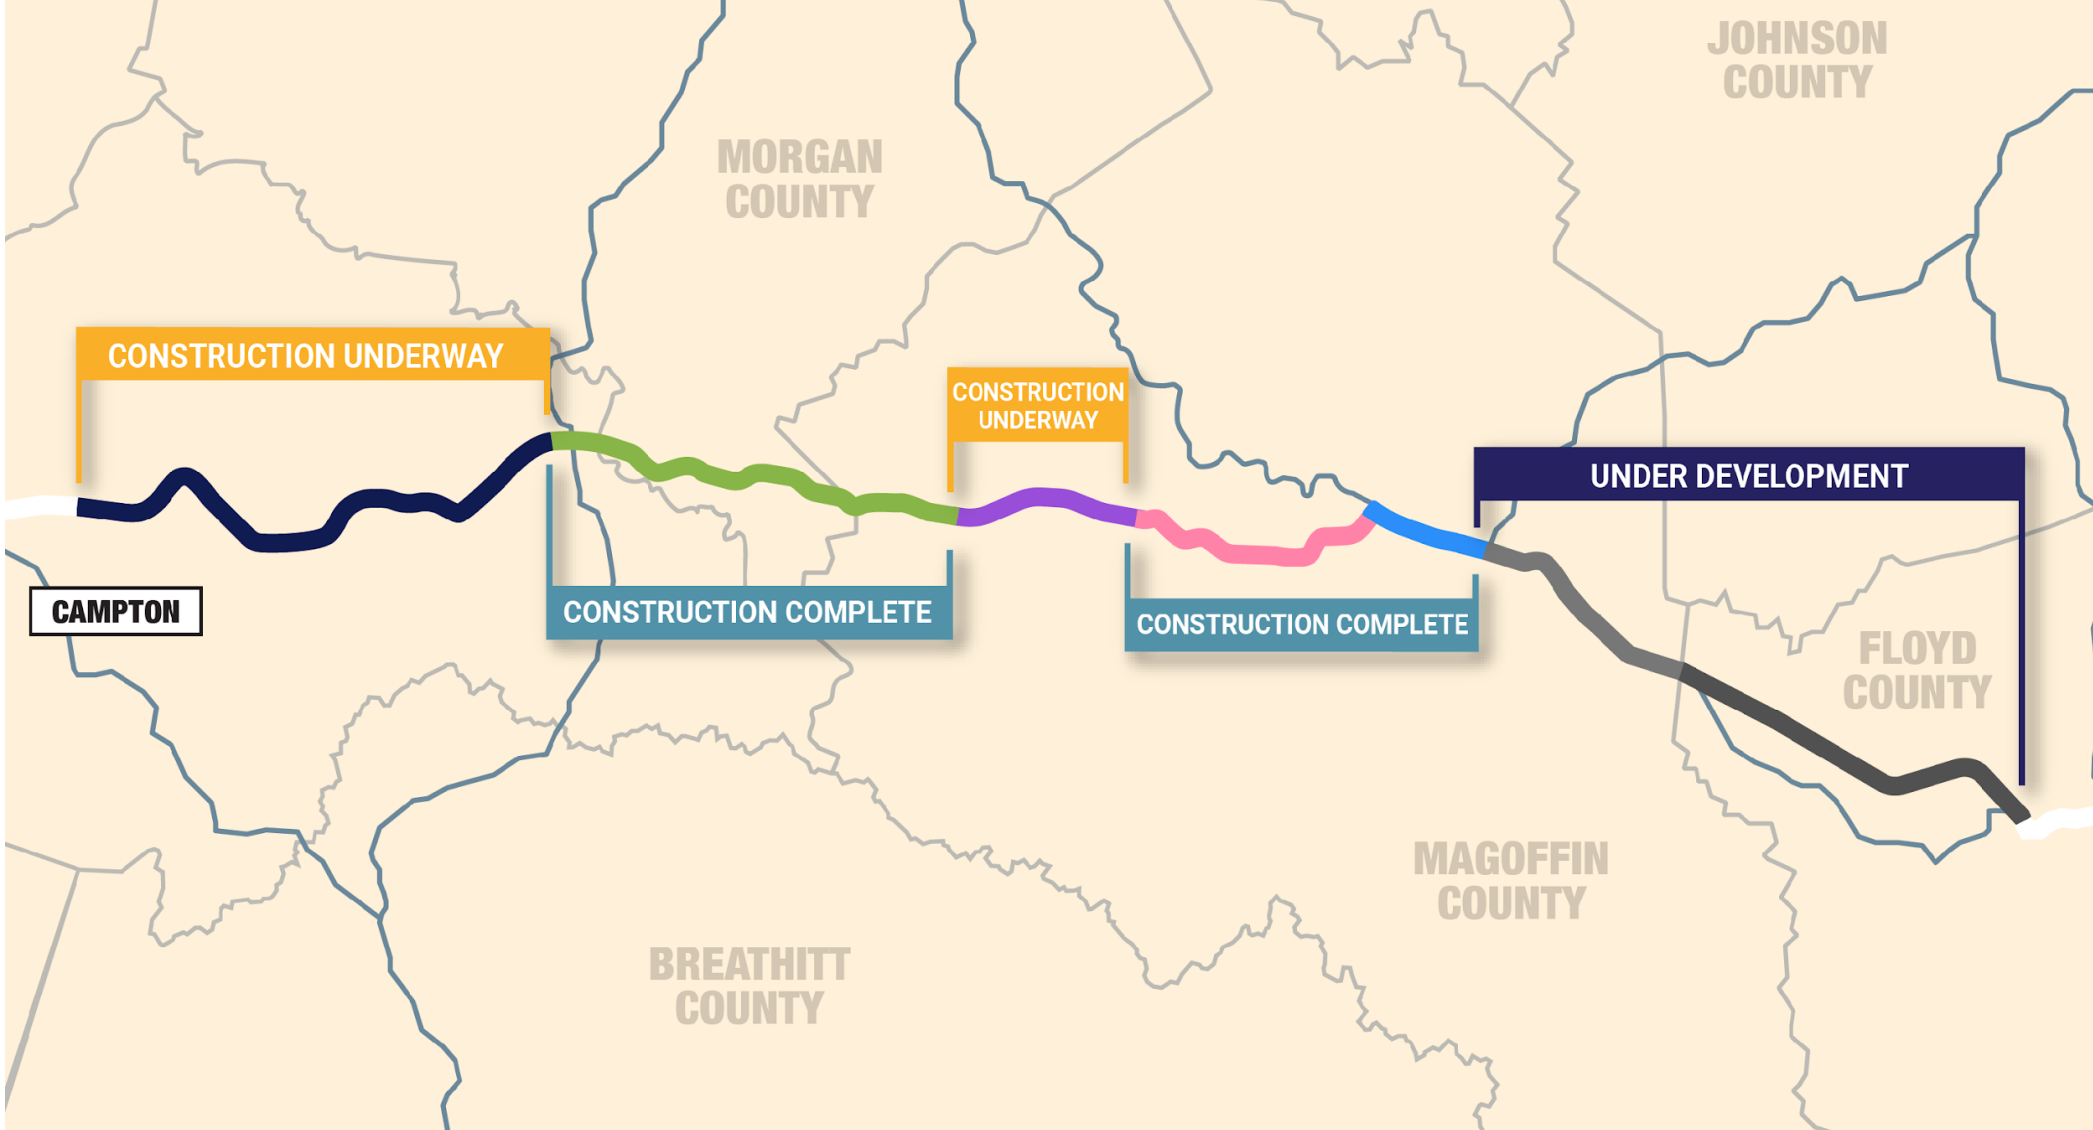 JOHNSON
COUNTY
MORGAN
COUNTY
CONSTRUCTION UNDERWAY
CONSTRUCTION
UNDERWAY
UNDER DEVELOPMENT
CAMPTON
CONSTRUCTION COMPLETE
CONSTRUCTION COMPLETE
FLOYD
COUNTY
MAGOFFIN
COUNTY
BREATHITT
COUNTY